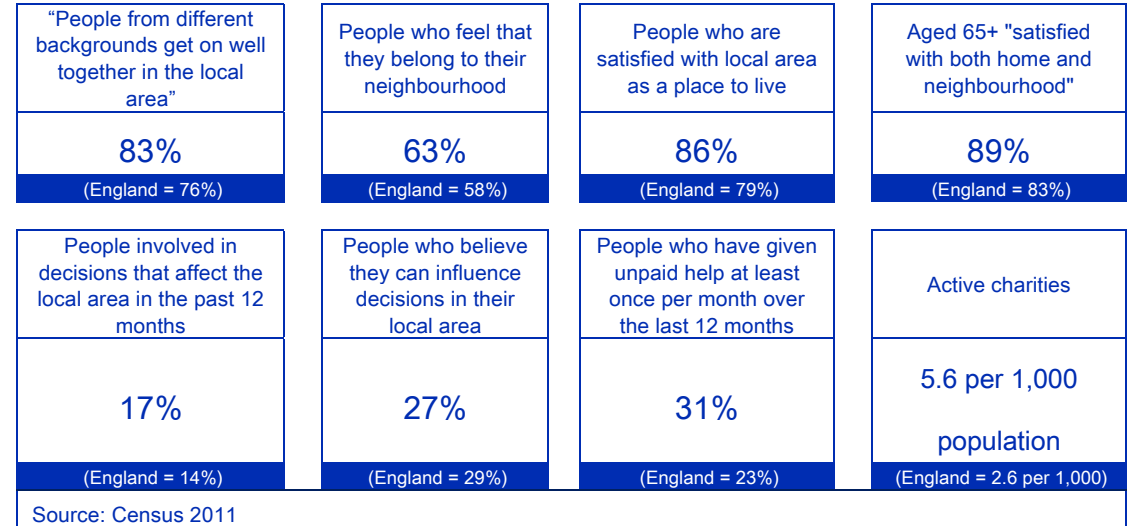 “People from different
backgrounds get on well
together in the local
area”
83%
(England = 76%)
People who feel that
they belong to their
neighbourhood
63%
(England = 58%)
People who are
satisfied with local area
as a place to live
86%
(England = 79%)
Aged 65+ "satisfied
with both home and
neighbourhood"
89%
(England = 83%)
People involved in
decisions that affect the
local area in the past 12
months
17%
(England = 14%)
People who believe
they can influence
decisions in their
local area
27%
(England = 29%)
People who have given
unpaid help at least
once per month over
the last 12 months
31%
(England = 23%)
Active charities
5.6 per 1,000
population
(England = 2.6 per 1,000)
Source: Census 2011